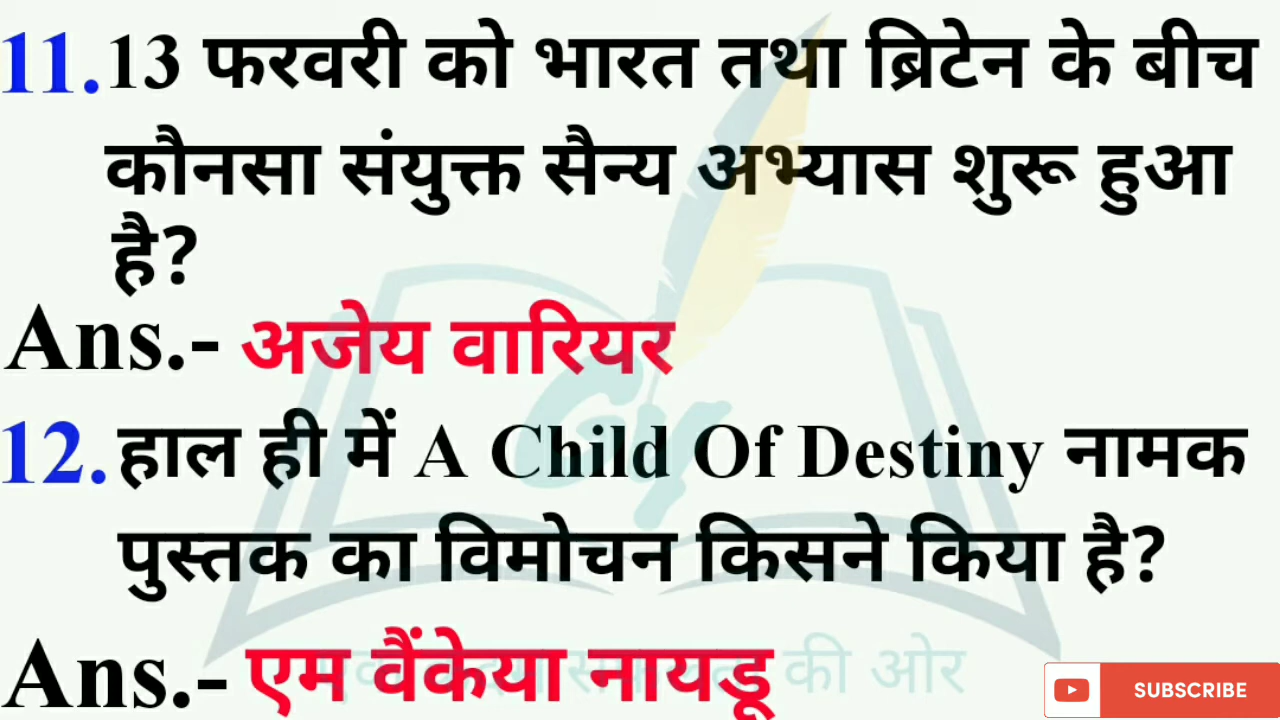 11. 13 फरवरी को भारत तथा ब्रिटेन के बीच
कौनसा संयुक्त सैन्य अभ्यास शुरू हुआ
है?
Ans.- अजेय वारियर
12. हाल ही में A Child Of Destiny नामक
पुस्तक का विमोचन किसने किया है?
Ans.- एम वैंकेया नायडू
की ओर
SUBSCRIBE